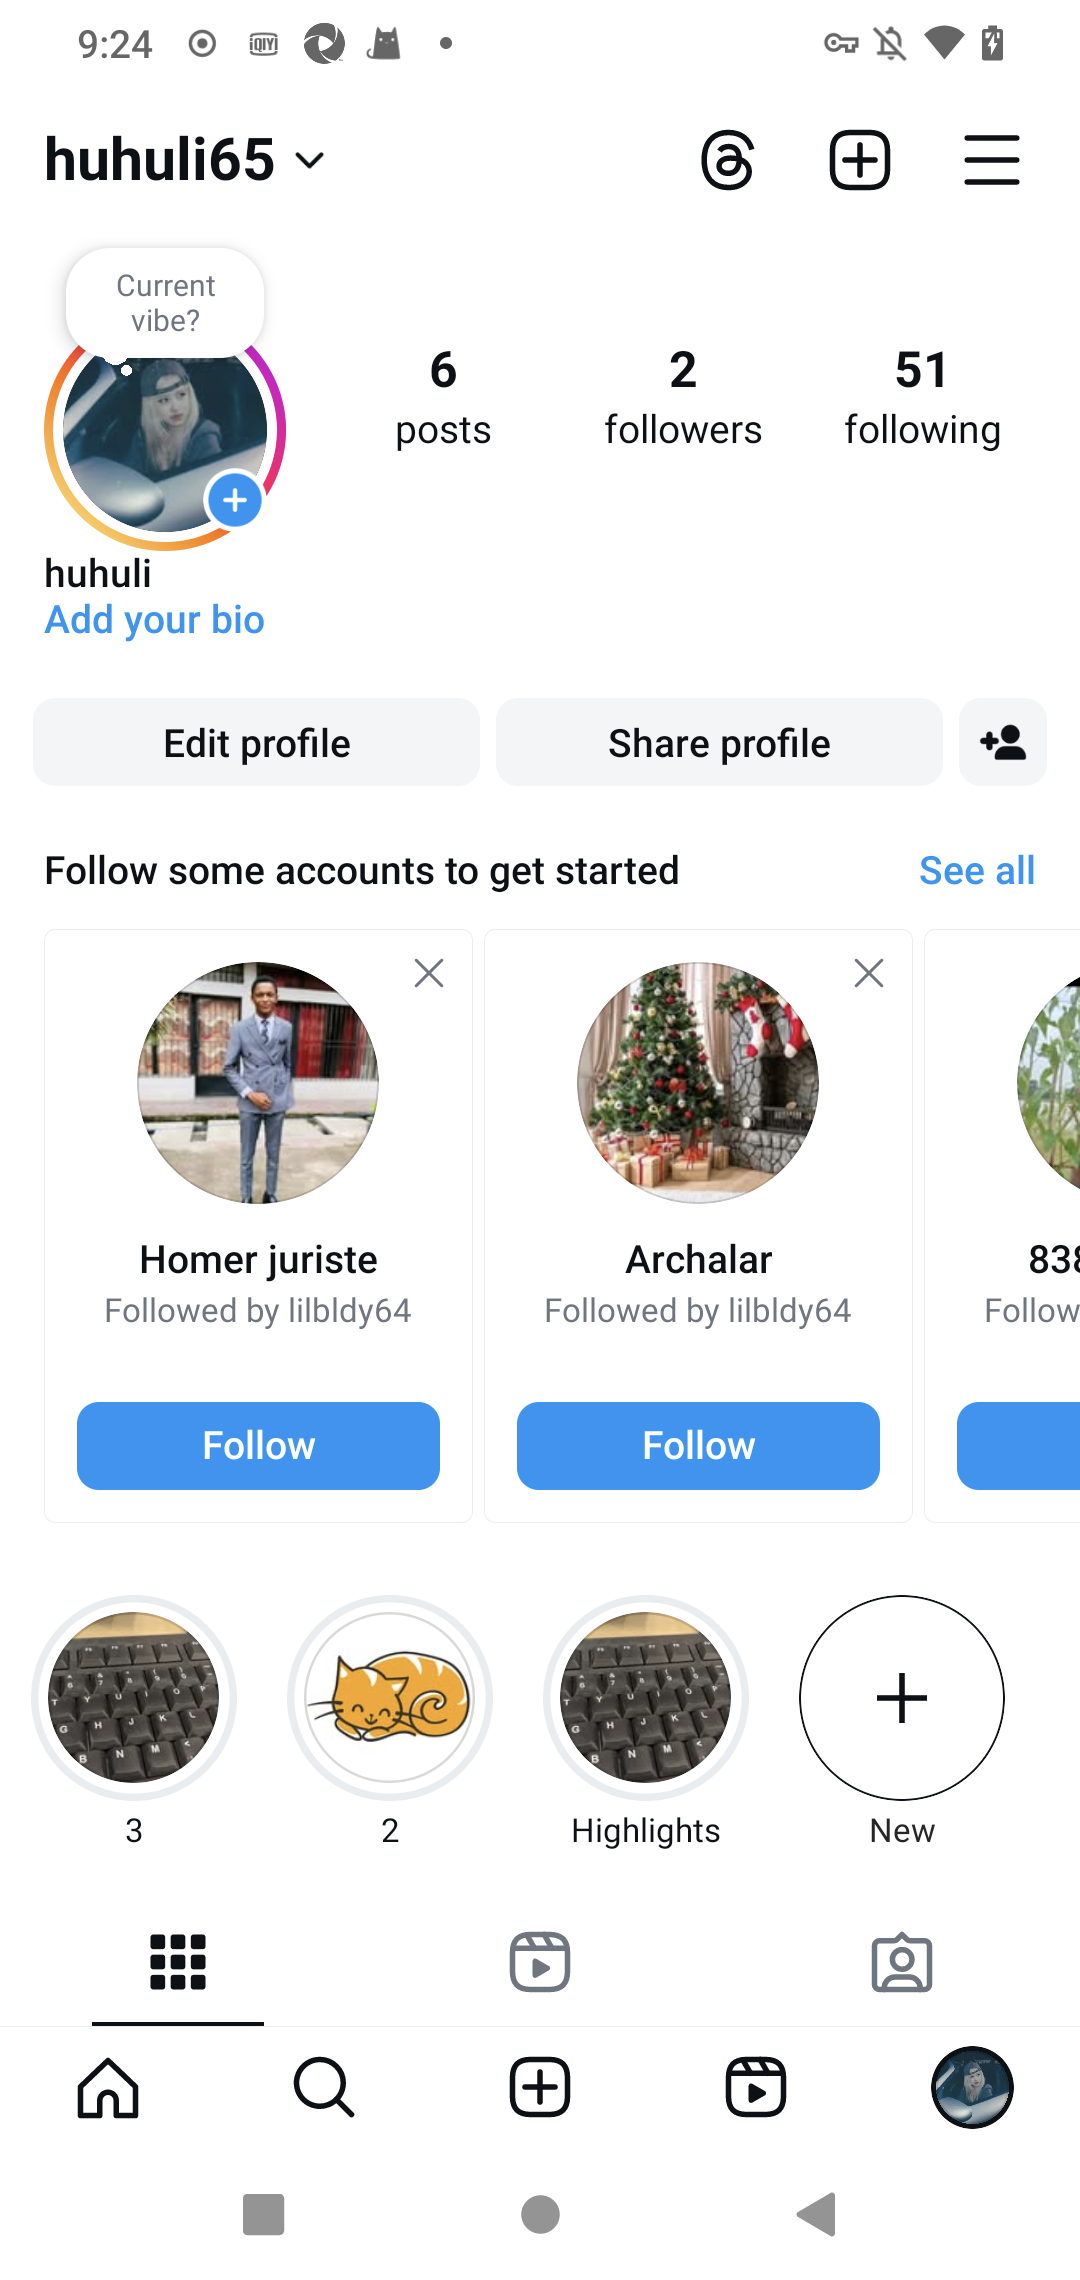 9:24
huhuli65
Current
vibe?
6
posts
2
followers
51
following
huhuli
Add your bio
Edit profile
Share profile
Follow some accounts to get started
See all
Homer juriste
Followed by lilbldy64
Follow
Archalar
Followed by lilbldy64
Follow
838
Follow
3
2
Highlights
New